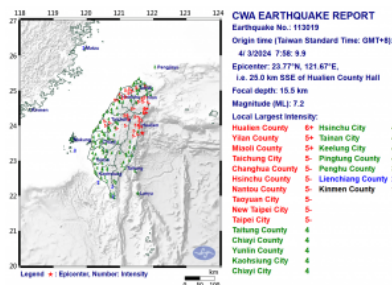 CWA EARTHQUAKE REPORT
Earthquake No.: 113019
Origin time (Taiwan Standard Time: GMT+8)
4/ 3/2024 7:58: 9.9
Epicenter: 23.77°N, 121.67°E,
i.e. 25.0 km SSE of Hualien County Hall
Focal depth: 15.5 km
Magnitude (ML): 7.2
Local Largest Intensity:
Hualien County 6+ Hsinchu City
Yilan County 5+ Tainan City
Miaoli County 5+ Keelung City
Taichung City 5- Pingtung County
Changhua County 5- Penghu County
Hsinchu County 5- Lienchiang County
Nantou County 5- Kinmen County
Taoyuan City 5-
New Taipei City 5-
Taipei City 5-
Taitung County 4
Chiayi County 4
Yunlin County 4
Kaohsiung City 4
Chiayi City 4
118 119 120 121 122 123 124
27
26
25
24
23
22
21
20
km
Legend ★: Epicenter, Number: Intensity